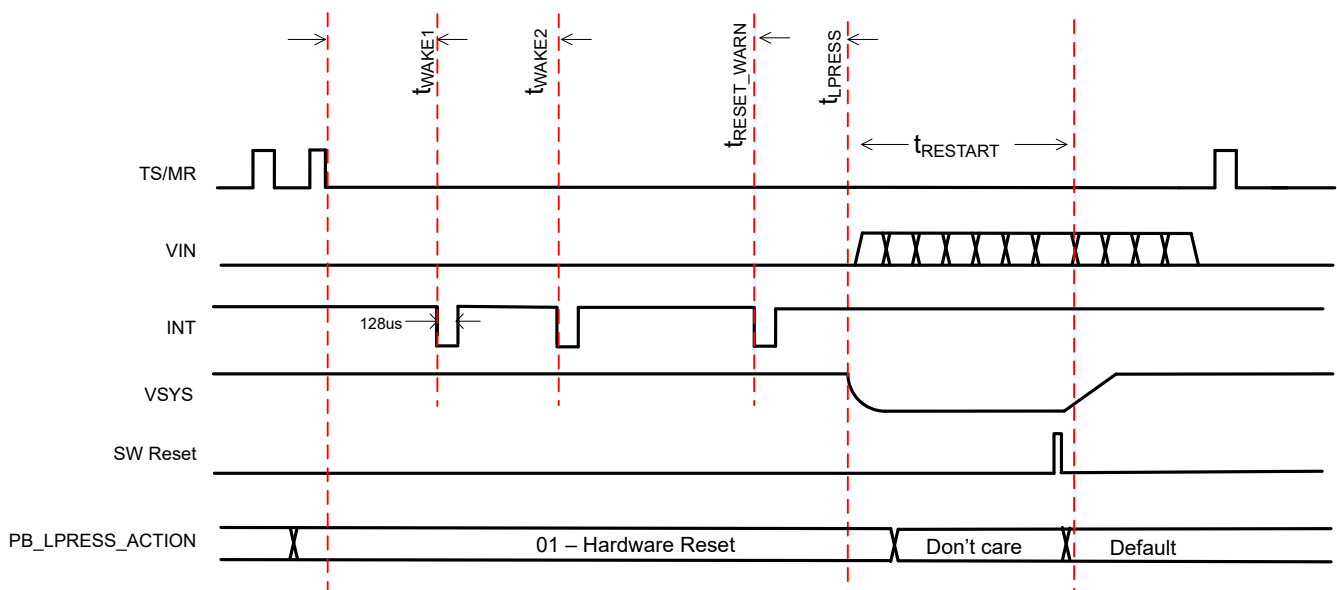 tWAKE1
tWAKE2
tRESET_WARN
tLPRESS
tRESTART
TS/MR
VIN
INT
128us
VSYS
SW Reset
PB_LPRESS_ACTION
01 – Hardware Reset
Don't care
Default